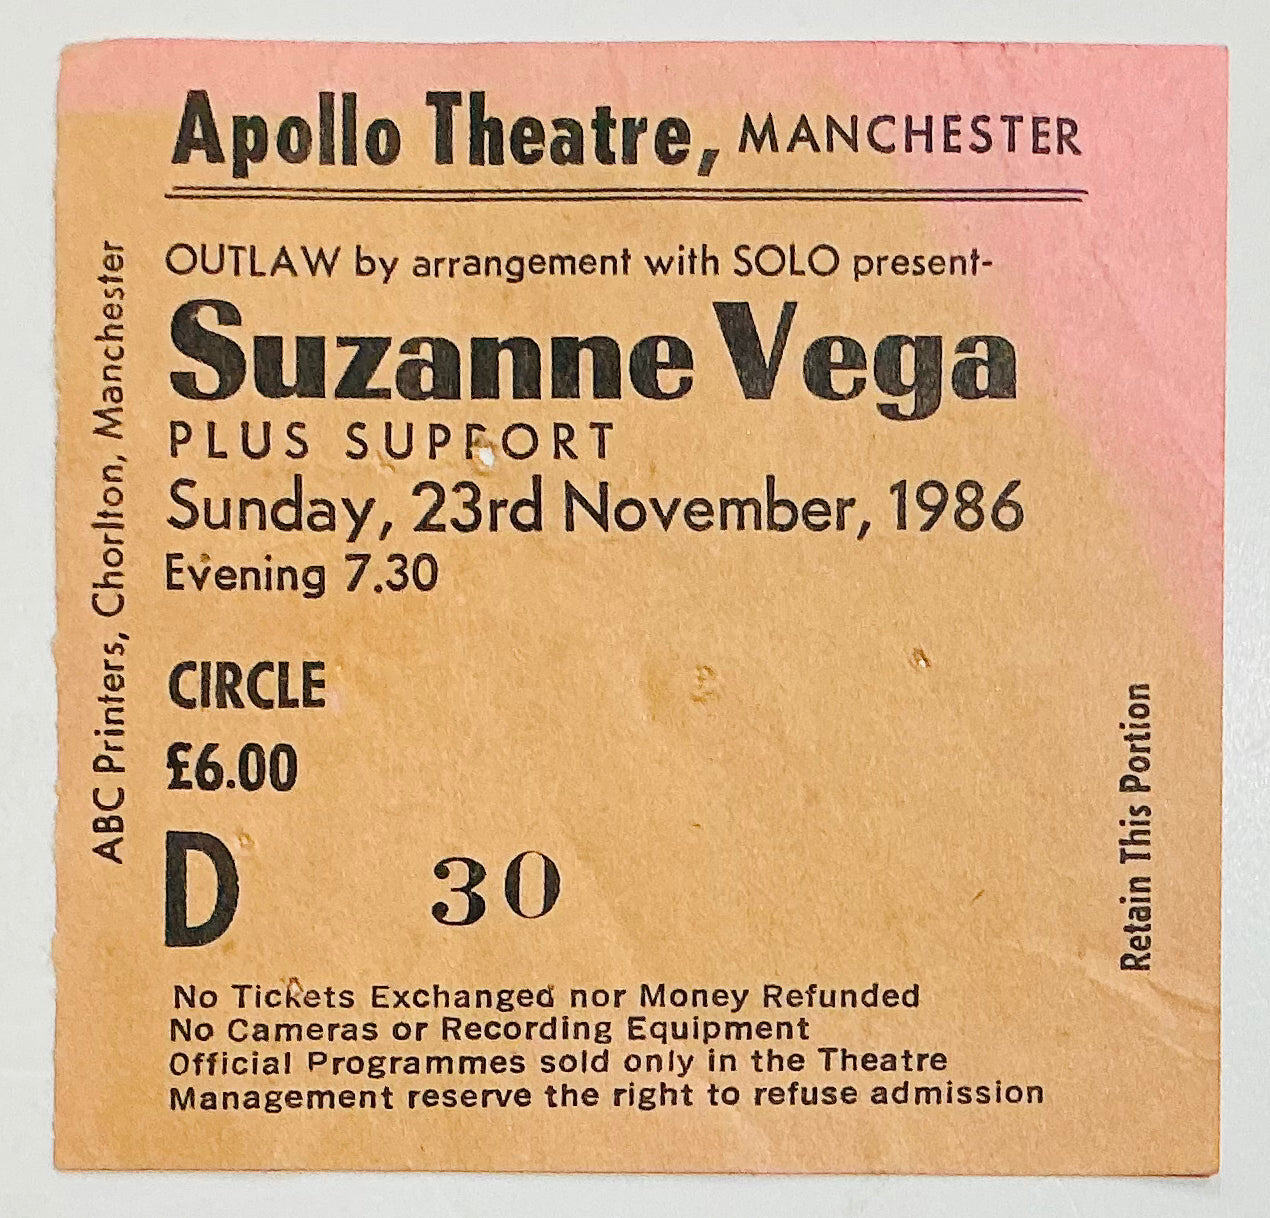 Apollo Theatre, MANCHESTER
OUTLAW by arrangement with SOLO present-
Suzanne Vega
PLUS SUPPORT
Sunday, 23rd November, 1986
Evening 7.30
CIRCLE
£6.00
D 30
No Tickets Exchanged nor Money Refunded
No Cameras or Recording Equipment
Official Programmes sold only in the Theatre
Management reserve the right to refuse admission
ABC Printers, Chorlton, Manchester
Retain This Portion